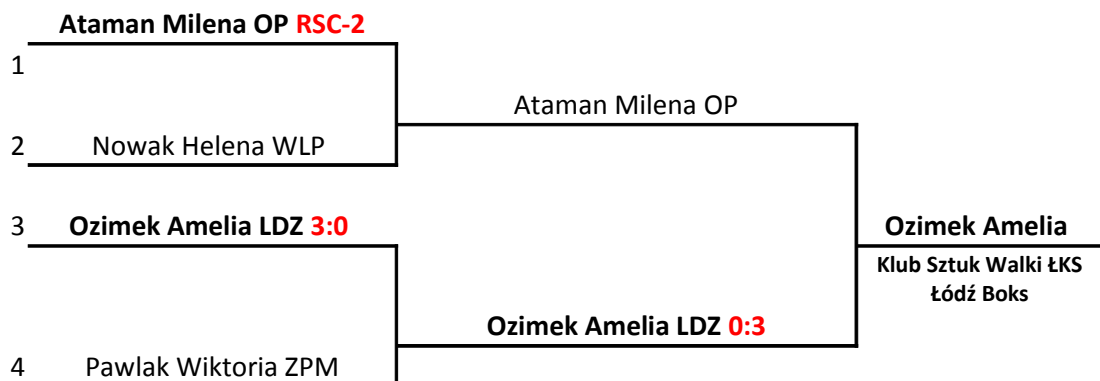 Ataman Milena OP RSC-2
1
Ataman Milena OP
2 Nowak Helena WLP
3 Ozimek Amelia LDZ 3:0
Ozimek Amelia
Klub Sztuk Walki ŁKS
Łódź Boks
Ozimek Amelia LDZ 0:3
4 Pawlak Wiktoria ZPM